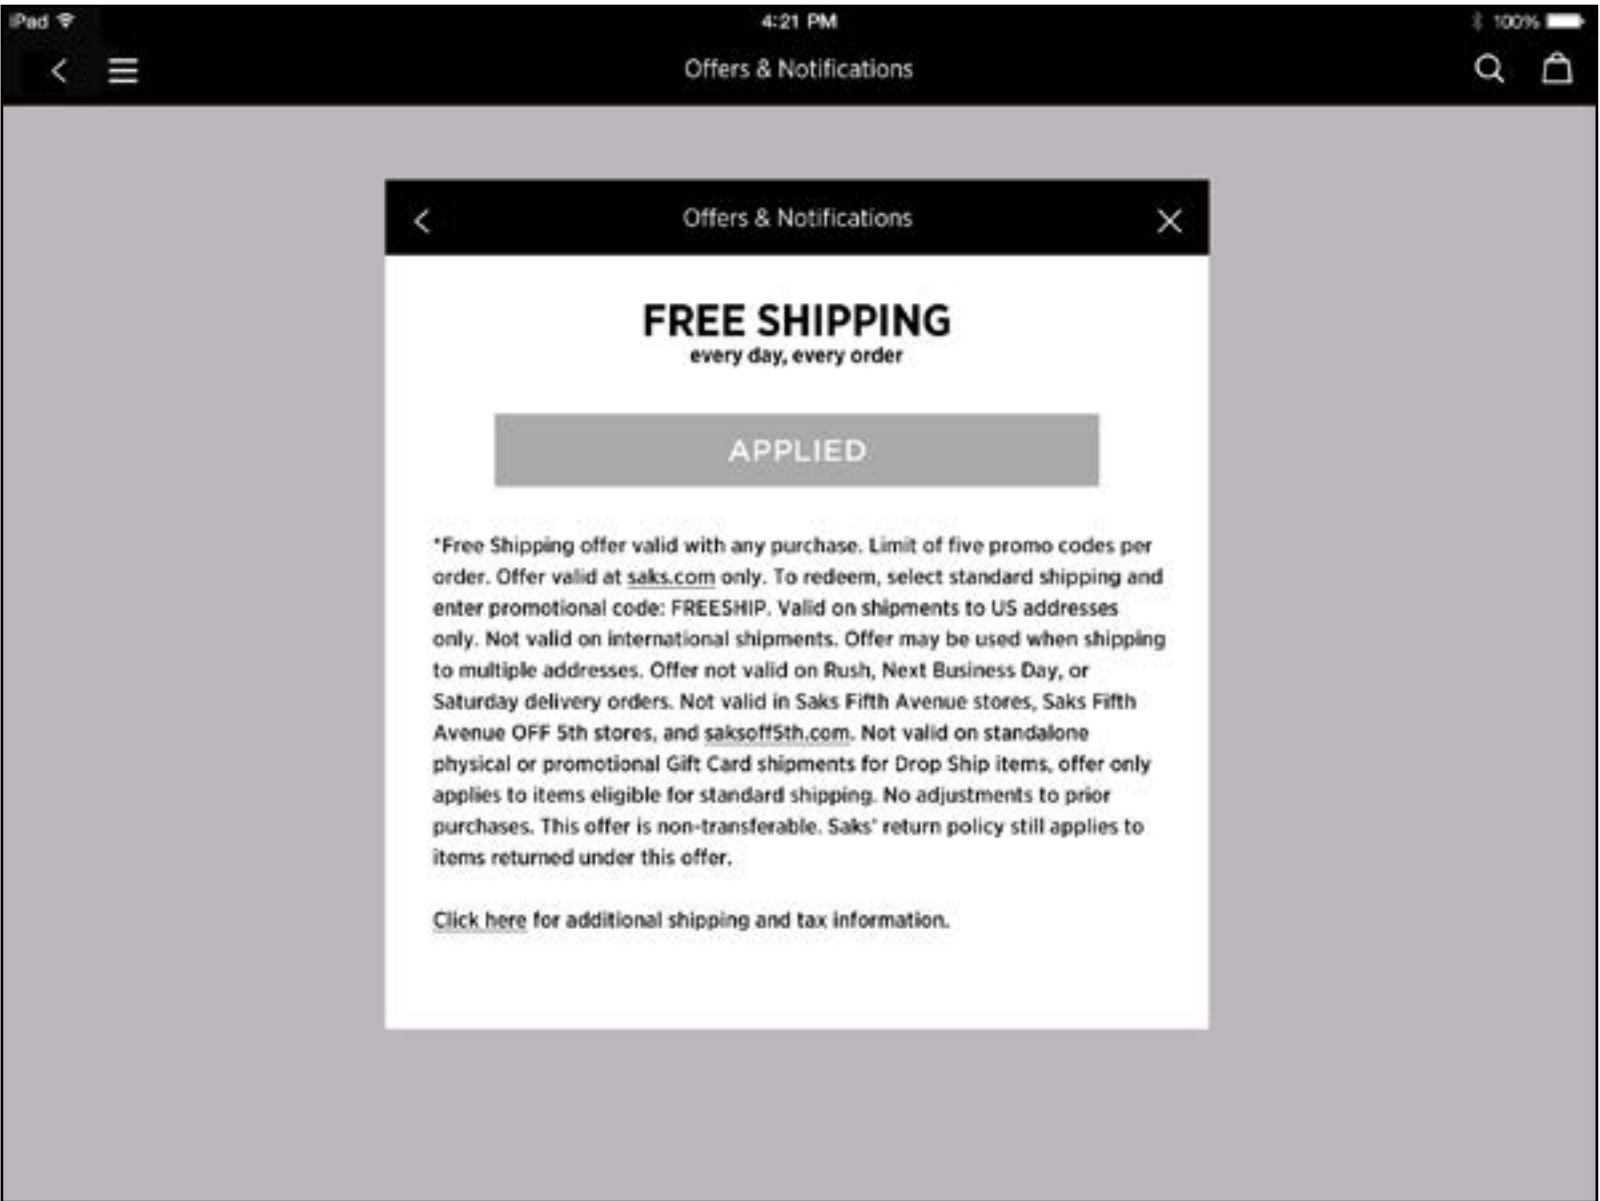 iPad
4:21 PM
100%
Offers & Notifications
Offers & Notifications
FREE SHIPPING
every day, every order
APPLIED
*Free Shipping offer valid with any purchase. Limit of five promo codes per
order. Offer valid at saks.com only. To redeem, select standard shipping and
enter promotional code: FREESHIP. Valid on shipments to US addresses
only. Not valid on international shipments. Offer may be used when shipping
to multiple addresses. Offer not valid on Rush, Next Business Day, or
Saturday delivery orders. Not valid in Saks Fifth Avenue stores, Saks Fifth
Avenue OFF 5th stores, and saksoff5th.com. Not valid on standalone
physical or promotional Gift Card shipments for Drop Ship items, offer only
applies to items eligible for standard shipping. No adjustments to prior
purchases. This offer is non-transferable. Saks' return policy still applies to
items returned under this offer.
Click here for additional shipping and tax information.